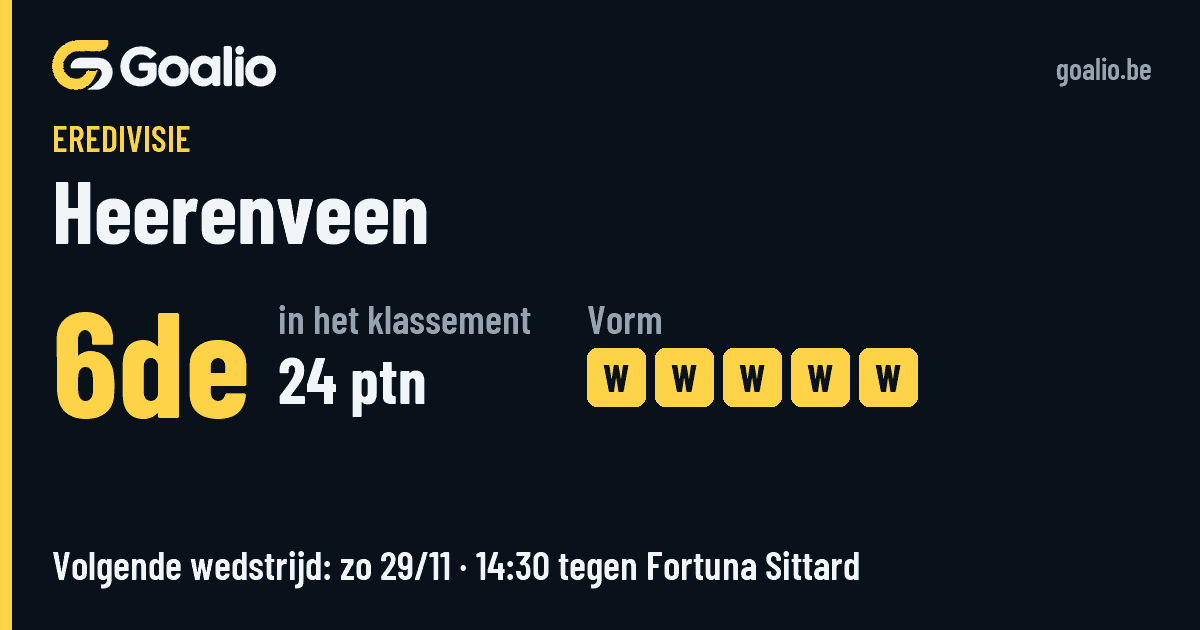 Goalio
goalio.be
EREDIVISIE
Heerenveen
6de
in het klassement
24 ptn
Vorm
W W W W W
Volgende wedstrijd: zo 29/11 · 14:30 tegen Fortuna Sittard